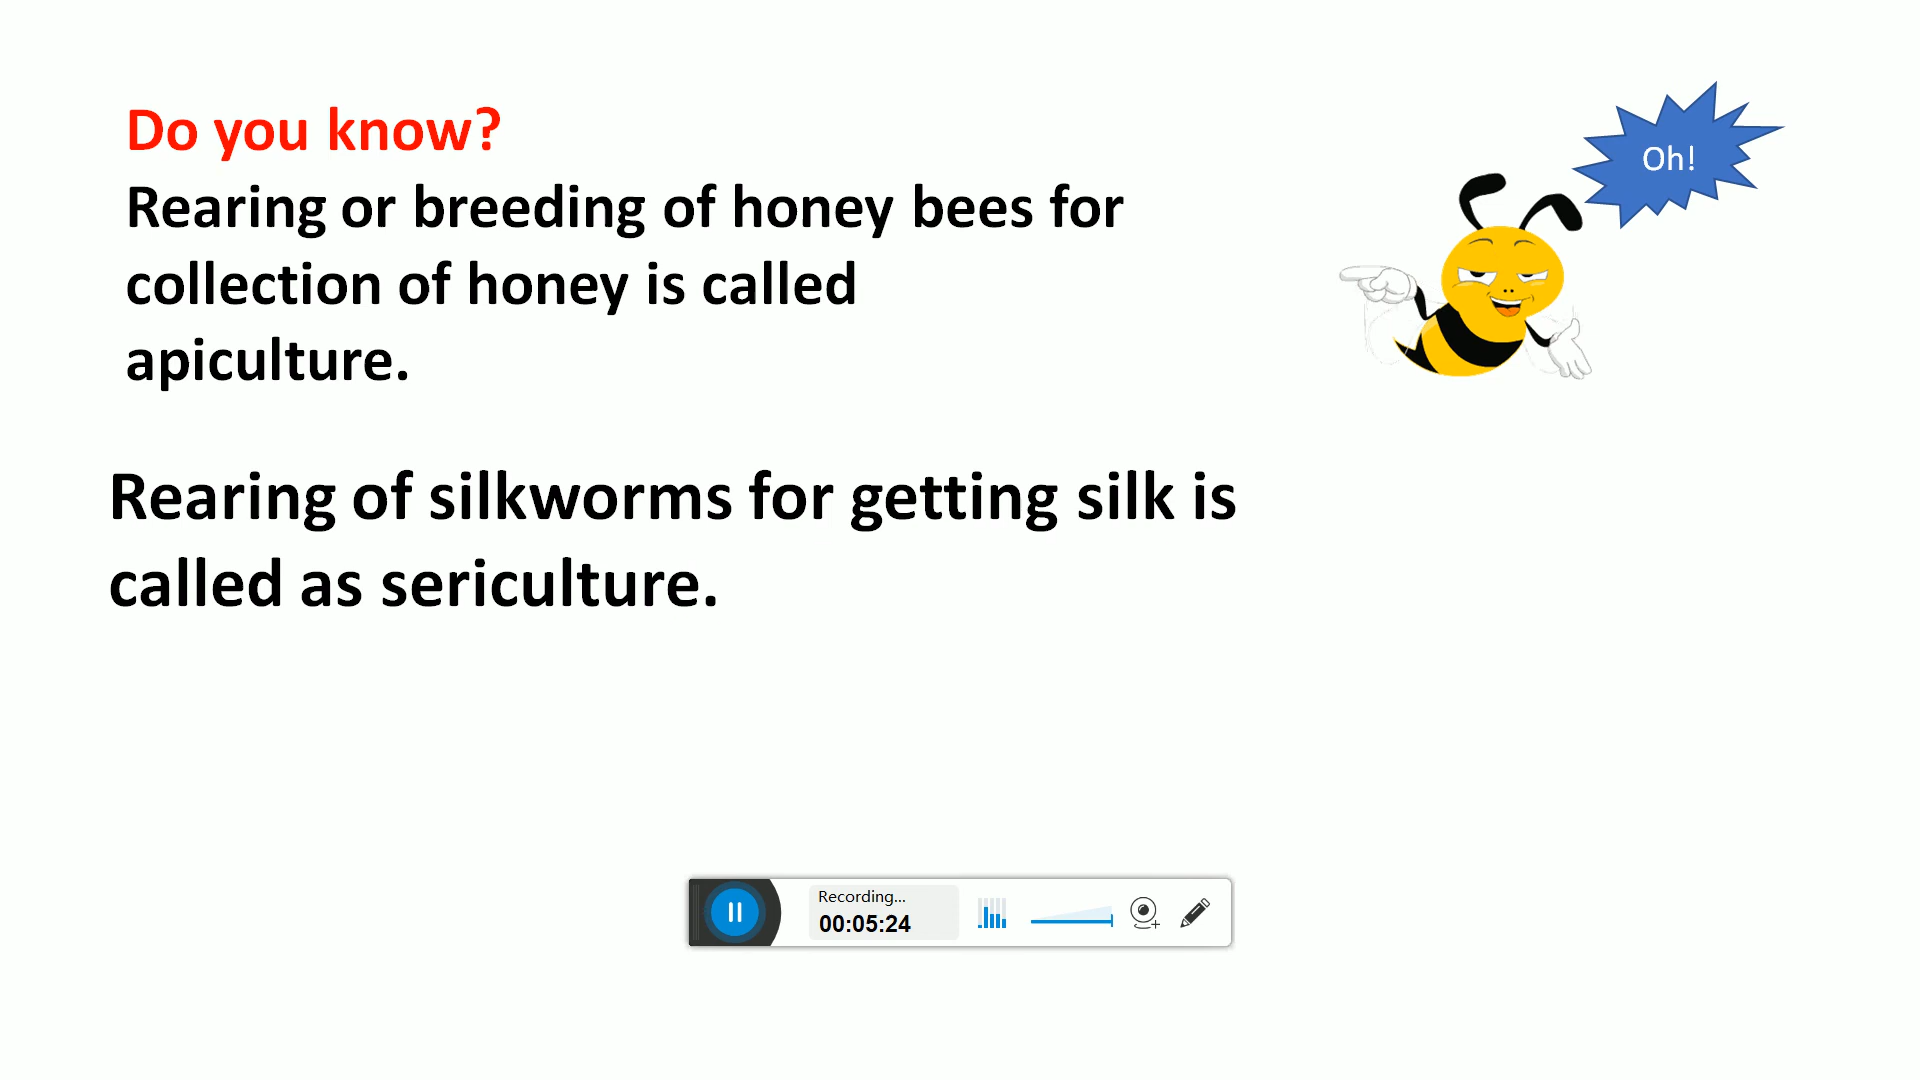 Do you know?
Rearing or breeding of honey bees for
collection of honey is called
apiculture.
Oh!
Rearing of silkworms for getting silk is
called as sericulture.
Recording...
00:05:24